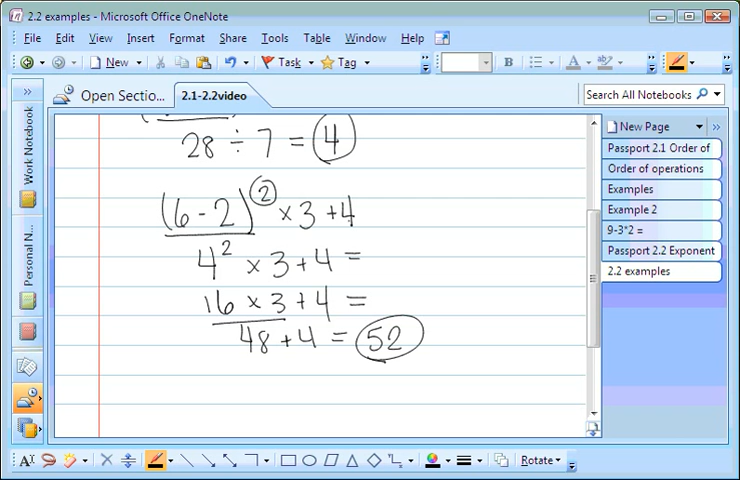 2.2 examples - Microsoft Office OneNote
File Edit View Insert Format Share Tools Table Window Help
New Task Tag B A ab
Open Sectio... 2.1-2.2video Search All Notebooks
Work Notebook
Personal N...
New Page
Passport 2.1 Order of
Order of operations
Examples
Example 2
9-3*2 =
Passport 2.2 Exponent
2.2 examples
28 ÷ 7 = 4
(6 - 2)² × 3 + 4
4² × 3 + 4 =
16 × 3 + 4 =
48 + 4 = 52
A Rotate